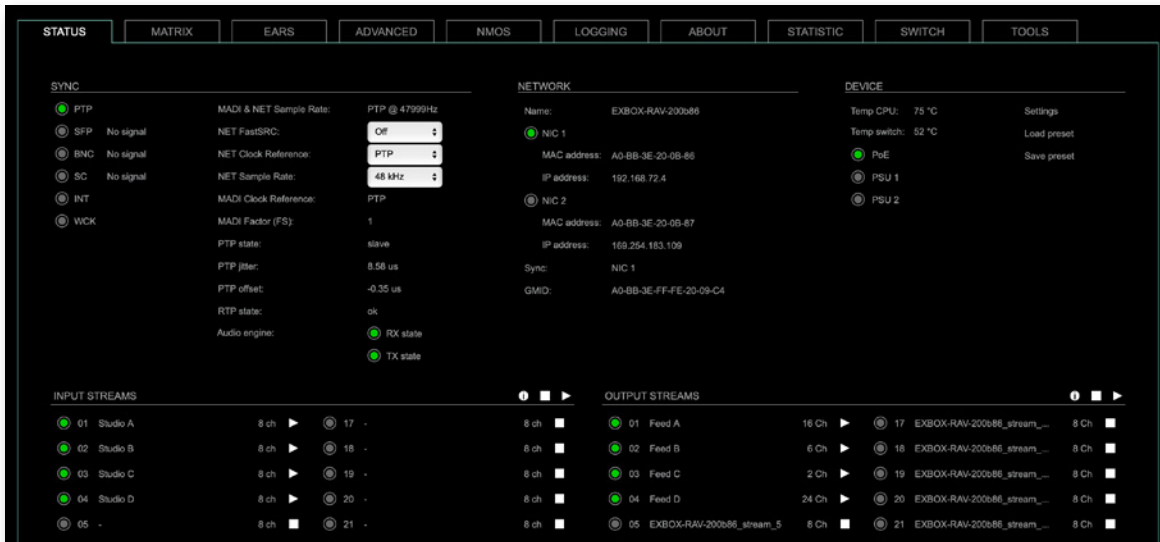 STATUS MATRIX EARS ADVANCED NMOS LOGGING ABOUT STATISTIC SWITCH TOOLS
SYNC
PTP
SFP No signal
BNC No signal
SC No signal
INT
WCK
MADI & NET Sample Rate: PTP @ 47999Hz
NET FastSRC: Off
NET Clock Reference: PTP
NET Sample Rate: 48 kHz
MADI Clock Reference: PTP
MADI Factor (FS): 1
PTP state: slave
PTP jitter: 8.56 us
PTP offset: -0.35 us
RTP state: ok
Audio engine: RX state
TX state
NETWORK
Name: EXBOX-RAV-200b86
NIC 1
MAC address: A0-BB-3E-20-0B-86
IP address: 192.168.72.4
NIC 2
MAC address: A0-BB-3E-20-0B-87
IP address: 169.254.183.109
Sync: NIC 1
GMID: A0-BB-3E-FF-FE-20-09-C4
DEVICE
Temp CPU: 75 °C
Temp switch: 52 °C
PoE
PSU 1
PSU 2
Settings
Load preset
Save preset
INPUT STREAMS
01 Studio A 8 ch 17 - 8 ch
02 Studio B 8 ch 18 - 8 ch
03 Studio C 8 ch 19 - 8 ch
04 Studio D 8 ch 20 - 8 ch
05 - 8 ch 21 - 8 ch
OUTPUT STREAMS
01 Feed A 16 Ch 17 EXBOX-RAV-200b86_stream_... 8 Ch
02 Feed B 6 Ch 18 EXBOX-RAV-200b86_stream_... 8 Ch
03 Feed C 2 Ch 19 EXBOX-RAV-200b86_stream_... 8 Ch
04 Feed D 24 Ch 20 EXBOX-RAV-200b86_stream_... 8 Ch
05 EXBOX-RAV-200b86_stream_5 8 Ch 21 EXBOX-RAV-200b86_stream_... 8 Ch